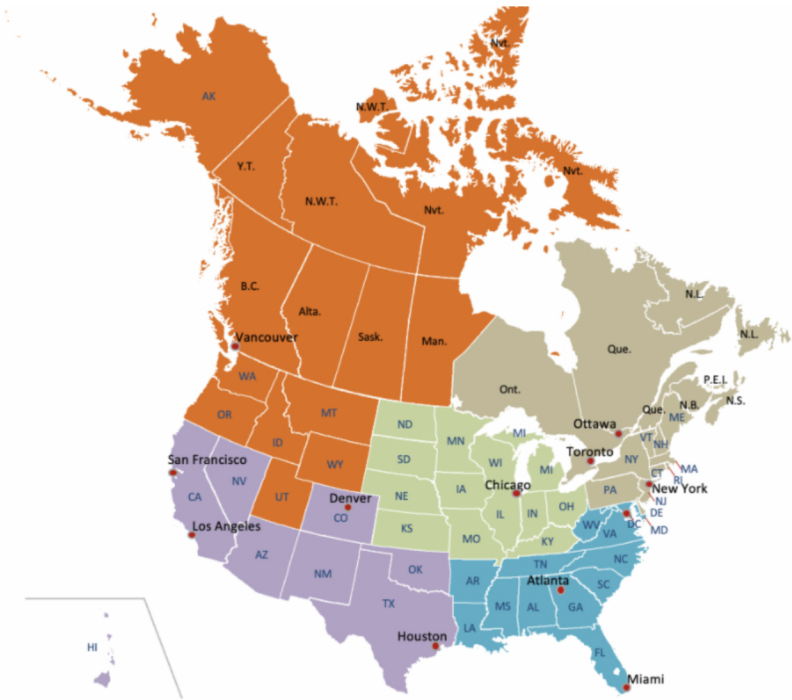 Nvt.
AK
N.W.T.
Y.T.
Nvt.
N.W.T.
Nvt.
B.C.
N.L.
Alta.
Vancouver
Sask.
Man.
Que.
N.L.
WA
Ont.
P.E.I.
OR
MT
ND
N.B.
N.S.
Que.
ME
ID
MN
MI
Ottawa
VT
NH
San Francisco
WY
SD
WI
MI
Toronto
NY
MA
CT
RI
NV
UT
Denver
NE
IA
Chicago
PA
New York
NJ
CA
CO
IL
IN
OH
DE
Los Angeles
KS
MO
KY
WV
VA
DC
MD
AZ
NM
OK
AR
TN
NC
Atlanta
SC
TX
MS
AL
GA
LA
Houston
HI
FL
Miami